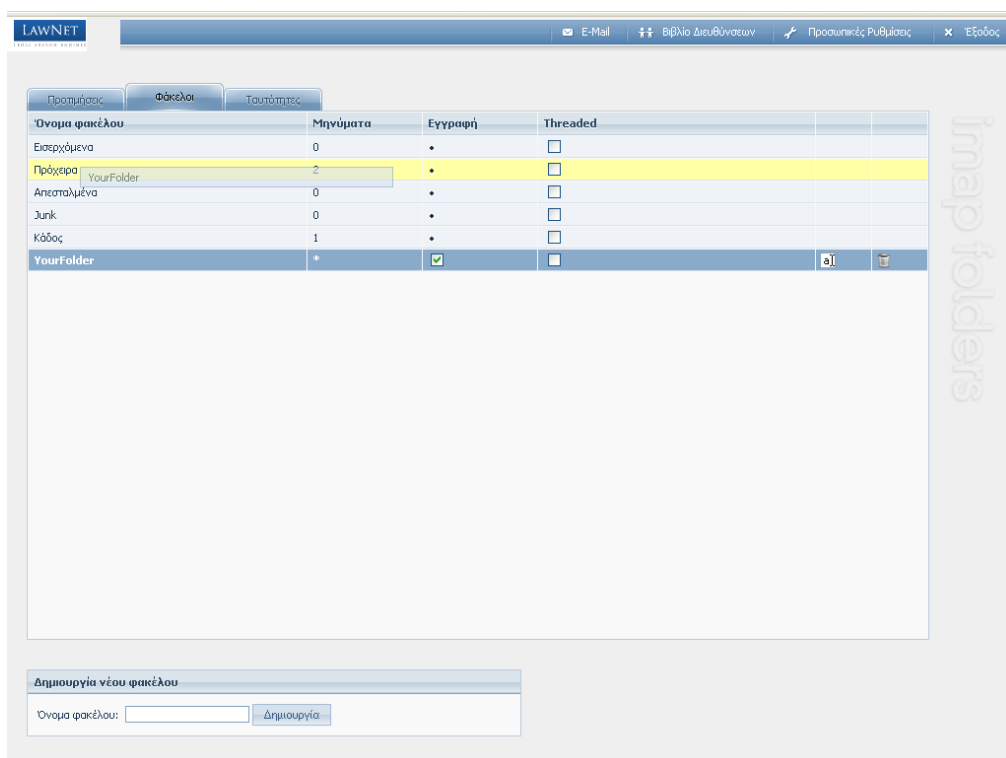 LAWNET
E-Mail Βιβλίο Διευθύνσεων Προσωπικές Ρυθμίσεις Έξοδος
Προτιμήσεις Φάκελοι Ταυτότητες
Όνομα φακέλου Μηνύματα Εγγραφή Threaded
Εισερχόμενα 0
Πρόχειρα 2
YourFolder
Απεσταλμένα 0
Junk 0
Κάδος 1
YourFolder *
imap folders
Δημιουργία νέου φακέλου
Όνομα φακέλου: Δημιουργία